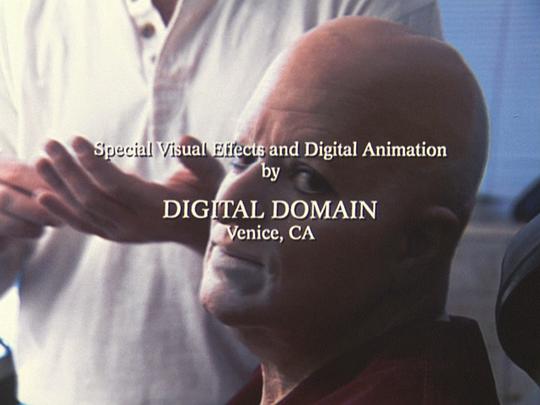 Special Visual Effects and Digital Animation
by
DIGITAL DOMAIN
Venice, CA